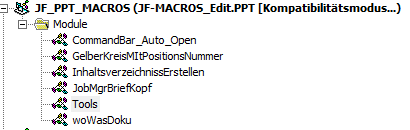 JF_PPT_MACROS (JF-MACROS_Edit.PPT [Kompatibilitätsmodus...)
Module
CommandBar_Auto_Open
GelberKreisMItPositionsNummer
InhaltsverzeichnissErstellen
JobMgrBriefKopf
Tools
woWasDoku